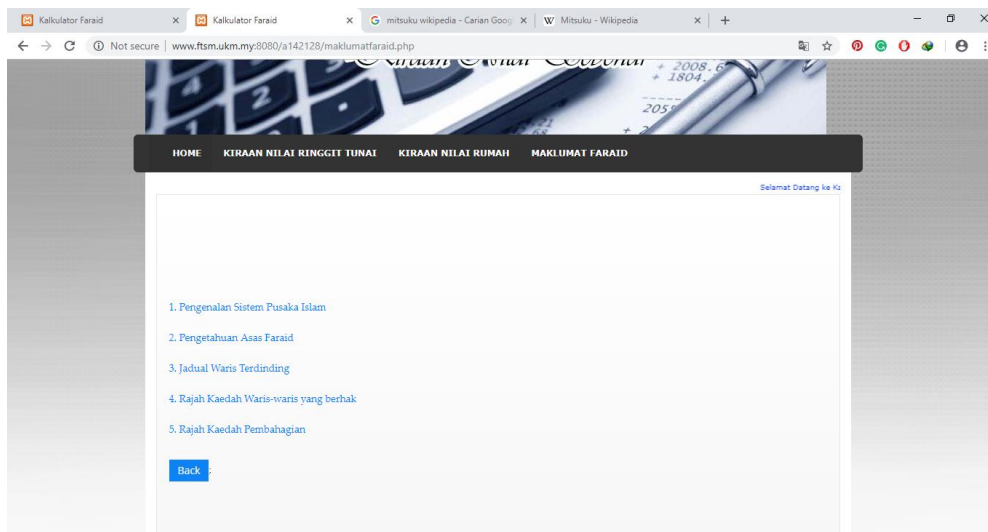 Kalkulator Faraid
Kalkulator Faraid
mitsuku wikipedia - Carian Goog
Mitsuku - Wikipedia
Not secure | www.ftsm.ukm.my:8080/a142128/maklumatfaraid.php
2008.6
+ 1804.
205
HOME KIRAAN NILAI RINGGIT TUNAI KIRAAN NILAI RUMAH MAKLUMAT FARAID
Selamat Datang ke Ka
1. Pengenalan Sistem Pusaka Islam
2. Pengetahuan Asas Faraid
3. Jadual Waris Terdinding
4. Rajah Kaedah Waris-waris yang berhak
5. Rajah Kaedah Pembahagian
Back ;